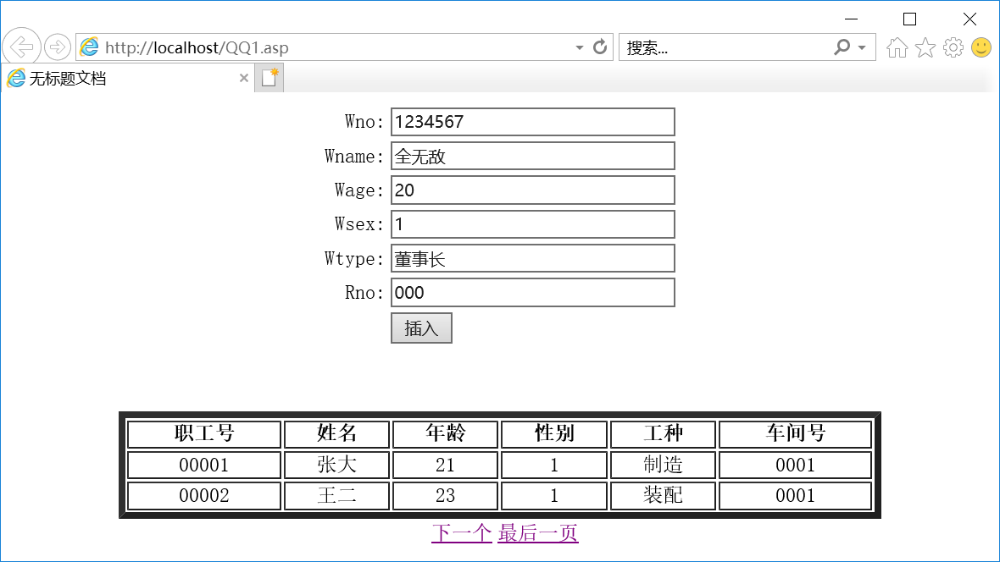 http://localhost/QQ1.asp 搜索...
无标题文档
Wno: 1234567
Wname: 全无敌
Wage: 20
Wsex: 1
Wtype: 董事长
Rno: 000
插入
职工号 姓名 年龄 性别 工种 车间号
00001 张大 21 1 制造 0001
00002 王二 23 1 装配 0001
下一个 最后一页